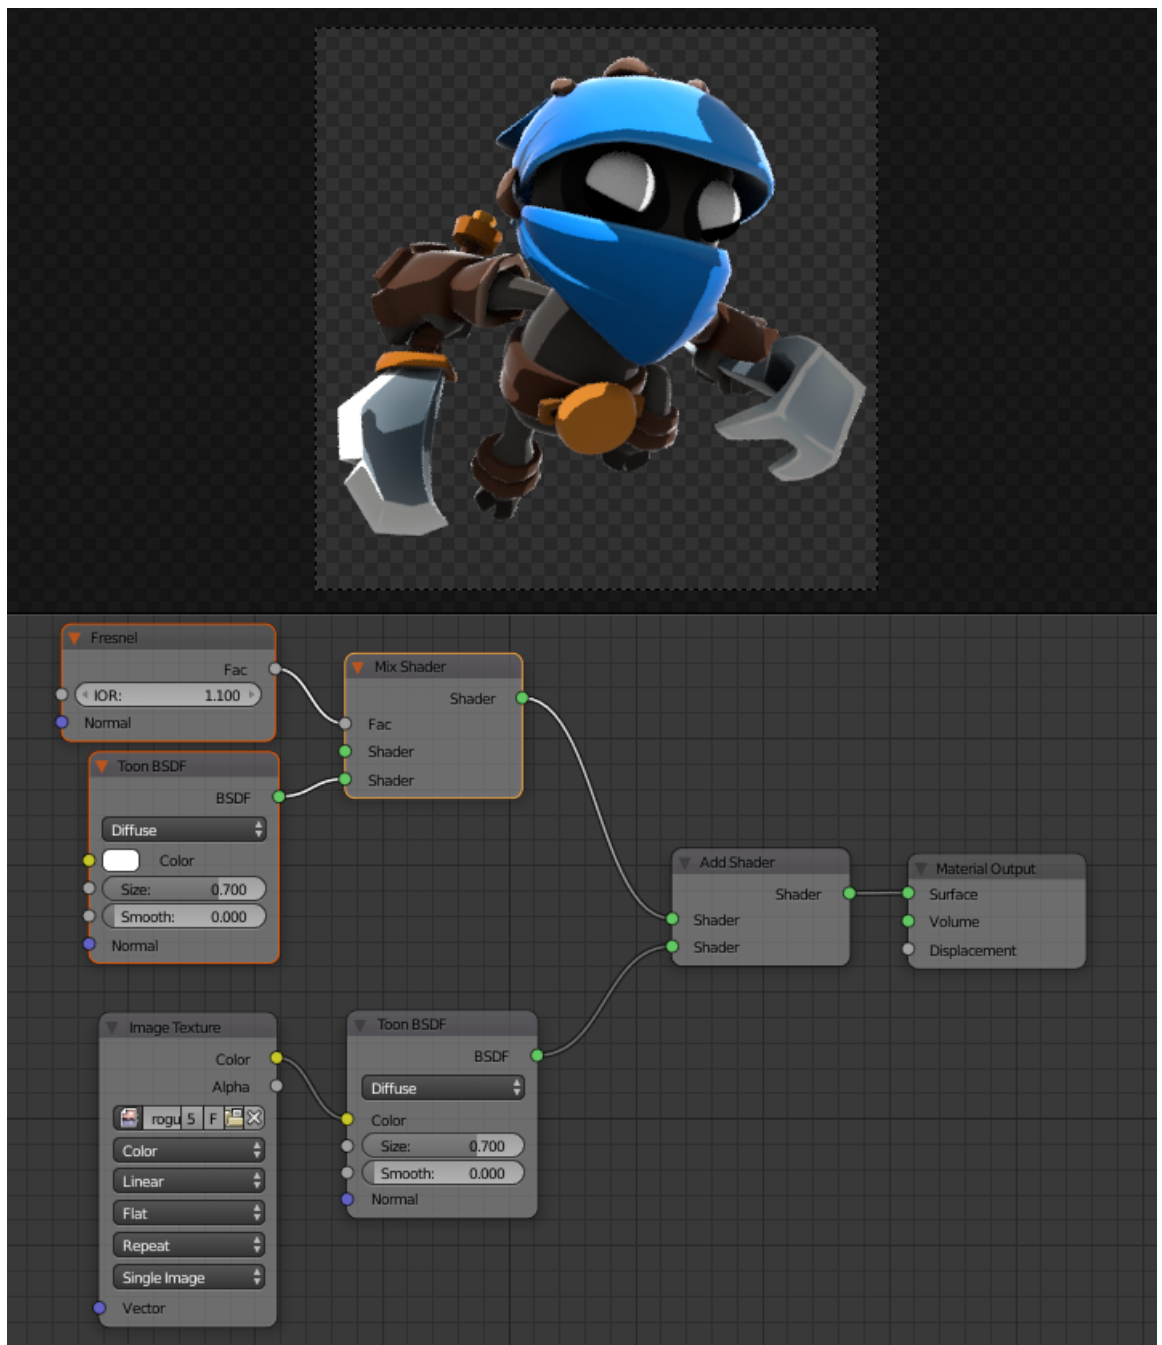 Fresnel
Fac
IOR: 1.100
Normal
Mix Shader
Shader
Fac
Shader
Shader
Toon BSDF
BSDF
Diffuse
Color
Size: 0.700
Smooth: 0.000
Normal
Add Shader
Shader
Shader
Shader
Material Output
Surface
Volume
Displacement
Image Texture
Color
Alpha
rogu 5 F
Color
Linear
Flat
Repeat
Single Image
Vector
Toon BSDF
BSDF
Diffuse
Color
Size: 0.700
Smooth: 0.000
Normal